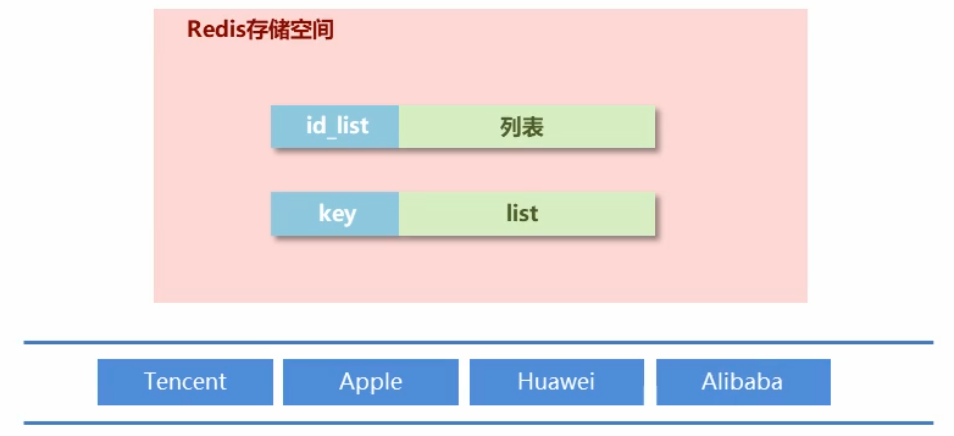 Redis存储空间
id_list 列表
key list
Tencent Apple Huawei Alibaba